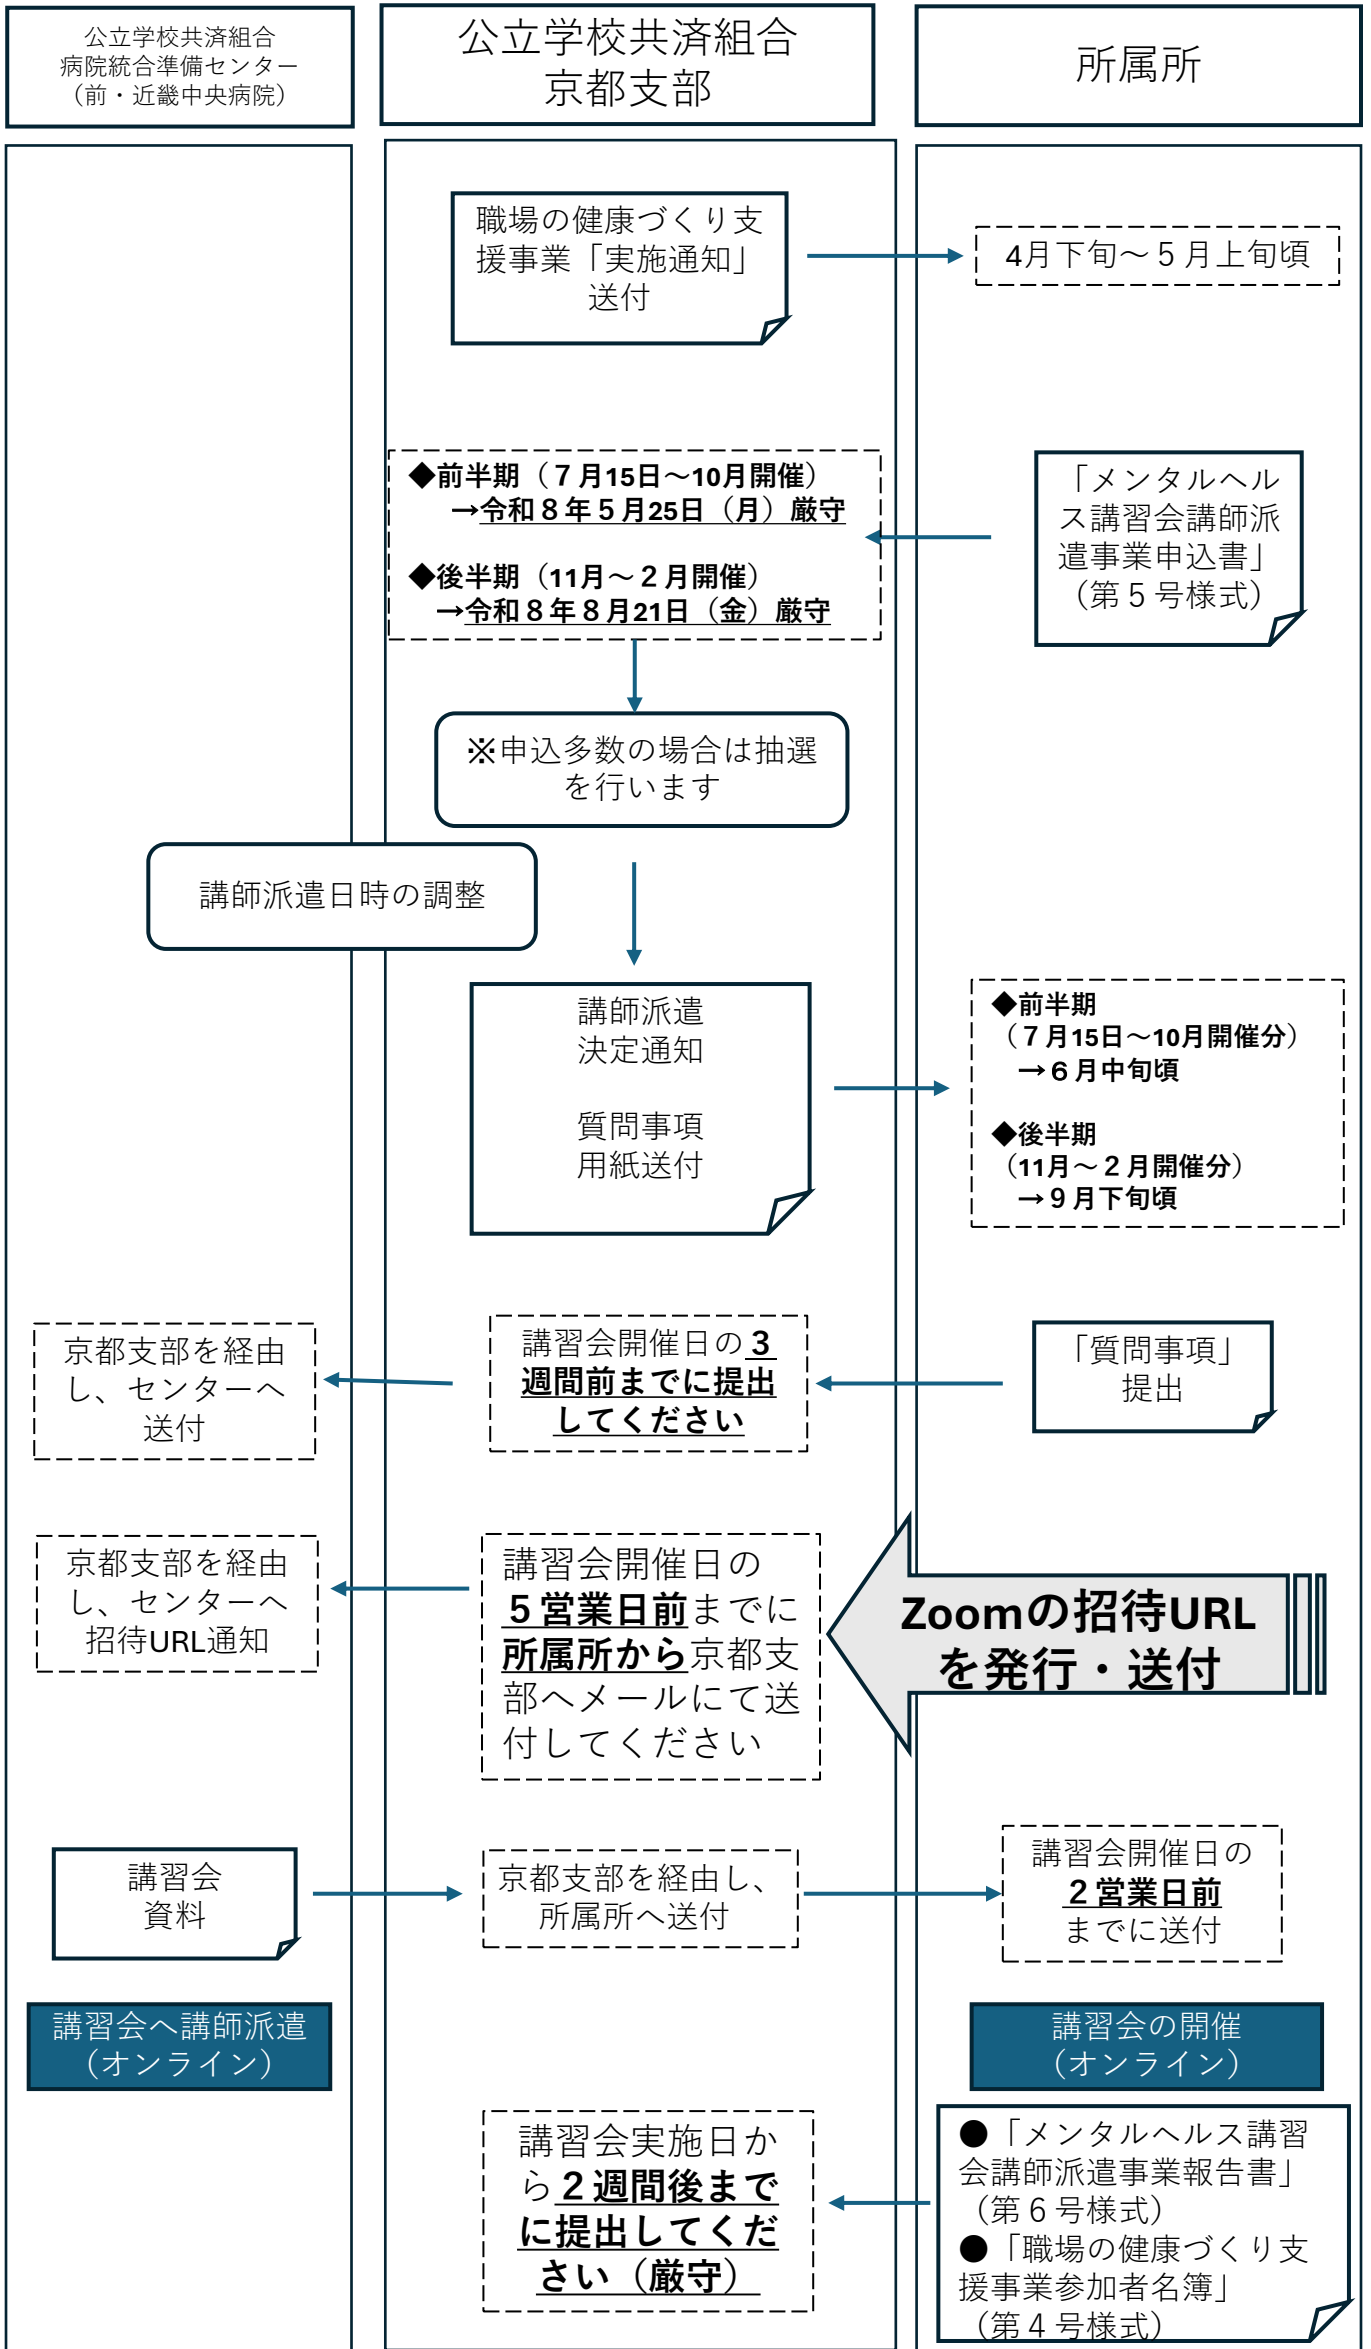 公立学校共済組合
病院統合準備センター
（前・近畿中央病院）
公立学校共済組合
京都支部
所属所
職場の健康づくり支
援事業「実施通知」
送付
4月下旬～５月上旬頃
◆前半期（７月15日～10月開催）
→令和８年５月25日（月）厳守
◆後半期（11月～２月開催）
→令和８年８月21日（金）厳守
「メンタルヘル
ス講習会講師派
遣事業申込書」
（第５号様式）
※申込多数の場合は抽選
を行います
講師派遣日時の調整
講師派遣
決定通知
質問事項
用紙送付
◆前半期
（７月15日～10月開催分）
→６月中旬頃
◆後半期
（11月～２月開催分）
→９月下旬頃
京都支部を経由
し、センターへ
送付
講習会開催日の３
週間前までに提出
してください
「質問事項」
提出
京都支部を経由
し、センターへ
招待URL通知
講習会開催日の
５営業日前までに
所属所から京都支
部へメールにて送
付してください
Zoomの招待URL
を発行・送付
講習会
資料
京都支部を経由し、
所属所へ送付
講習会開催日の
２営業日前
までに送付
講習会へ講師派遣
（オンライン）
講習会の開催
（オンライン）
講習会実施日か
ら２週間後まで
に提出してくだ
さい（厳守）
●「メンタルヘルス講習
会講師派遣事業報告書」
（第６号様式）
●「職場の健康づくり支
援事業参加者名簿」
（第４号様式）